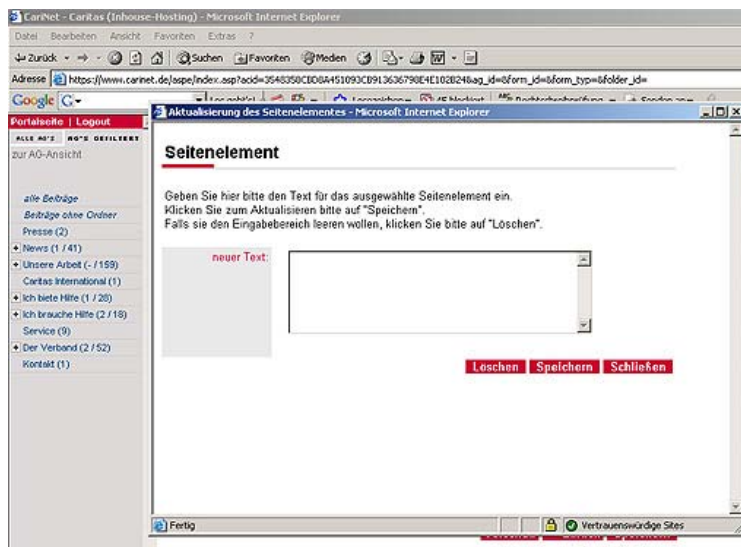 CariNet - Caritas (Inhouse-Hosting) - Microsoft Internet Explorer
Datei Bearbeiten Ansicht Favoriten Extras ?
Zurück Suchen Favoriten Medien
Adresse https://www.carinet.de/aspe/index.asp?acid=
Google
Portalseite | Logout
ALLE AG'S AG'S GEFILTERT
zur AG-Ansicht
alle Beiträge
Beiträge ohne Ordner
Presse (2)
News (1 / 41)
Unsere Arbeit (- / 159)
Caritas International (1)
Ich biete Hilfe (1 / 28)
Ich brauche Hilfe (2 / 18)
Service (9)
Der Verband (2 / 52)
Kontakt (1)
Aktualisierung des Seitenelementes - Microsoft Internet Explorer
Seitenelement
Geben Sie hier bitte den Text für das ausgewählte Seitenelement ein.
Klicken Sie zum Aktualisieren bitte auf "Speichern".
Falls sie den Eingabebereich leeren wollen, klicken Sie bitte auf "Löschen".
neuer Text:
Löschen Speichern Schließen
Fertig
Vertrauenswürdige Sites